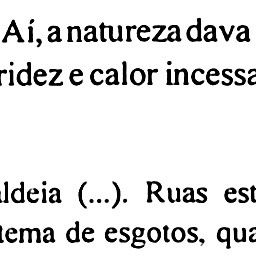 Aí, a natureza dava
ridez e calor incessa
aldeia (...). Ruas est
tema de esgotos, qua